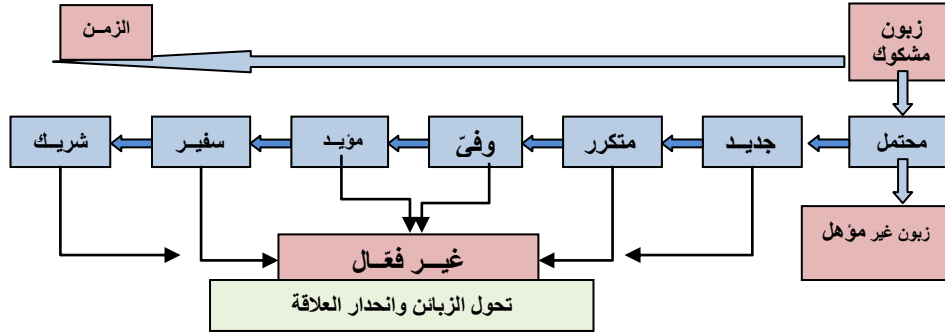 زبون
مشكوك
الزمـن
محتمل
جديـد
متكرر
وفيّ
مؤيـد
سفيـر
شريـك
زبون غير مؤهل
غيـر فعّـال
تحول الزبائن وانحدار العلاقة